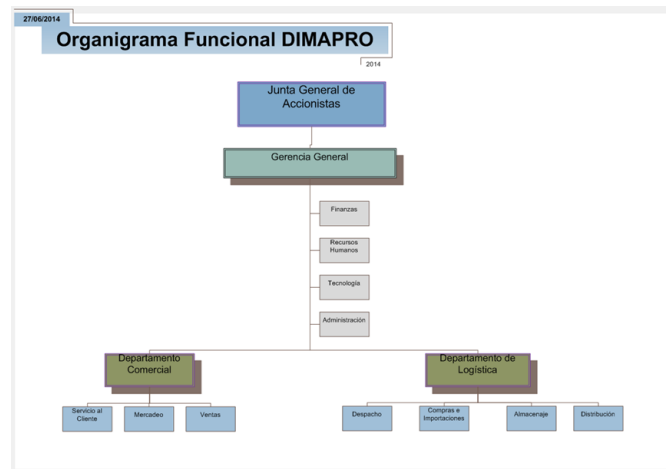 27/06/2014
Organigrama Funcional DIMAPRO
2014
Junta General de
Accionistas
Gerencia General
Finanzas
Recursos
Humanos
Tecnología
Administración
Departamento
Comercial
Departamento de
Logística
Servicio al
Cliente
Mercadeo
Ventas
Despacho
Compras e
Importaciones
Almacenaje
Distribución